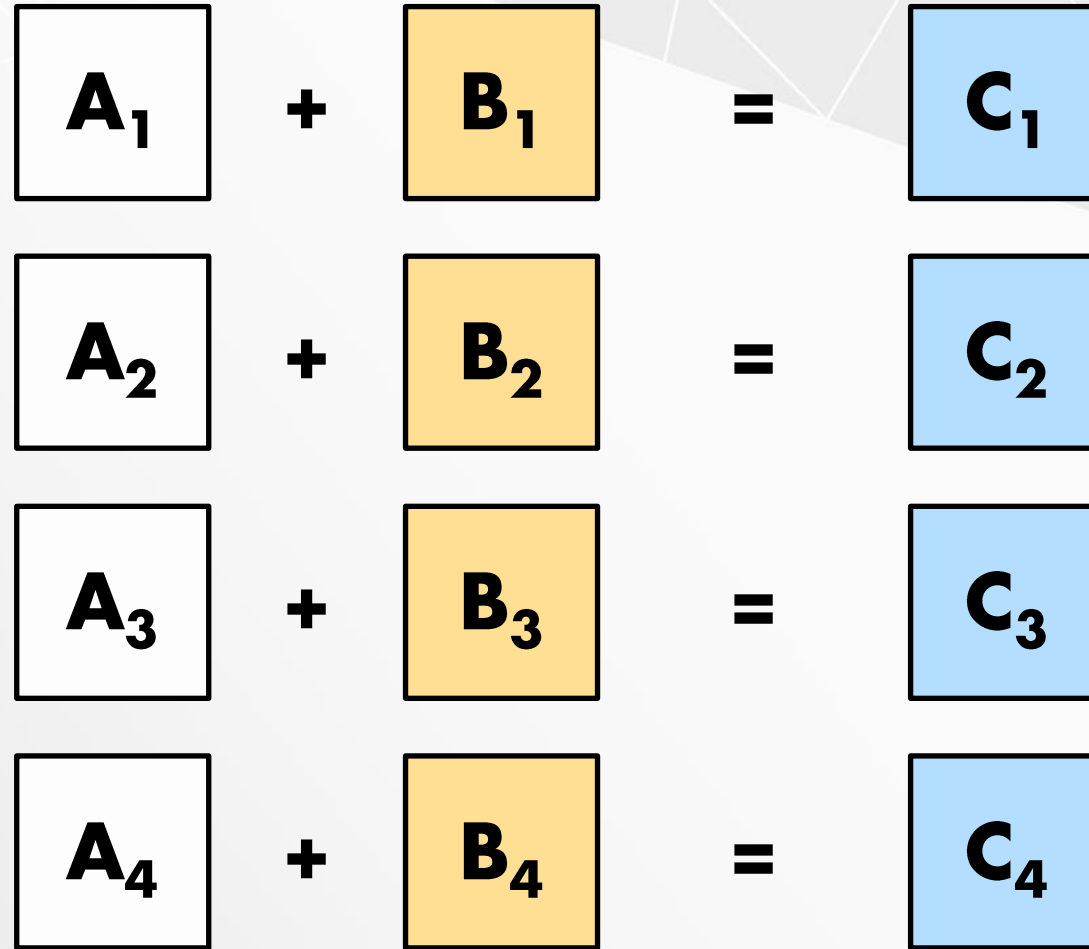 A₁ + B₁ = C₁
A₂ + B₂ = C₂
A₃ + B₃ = C₃
A₄ + B₄ = C₄